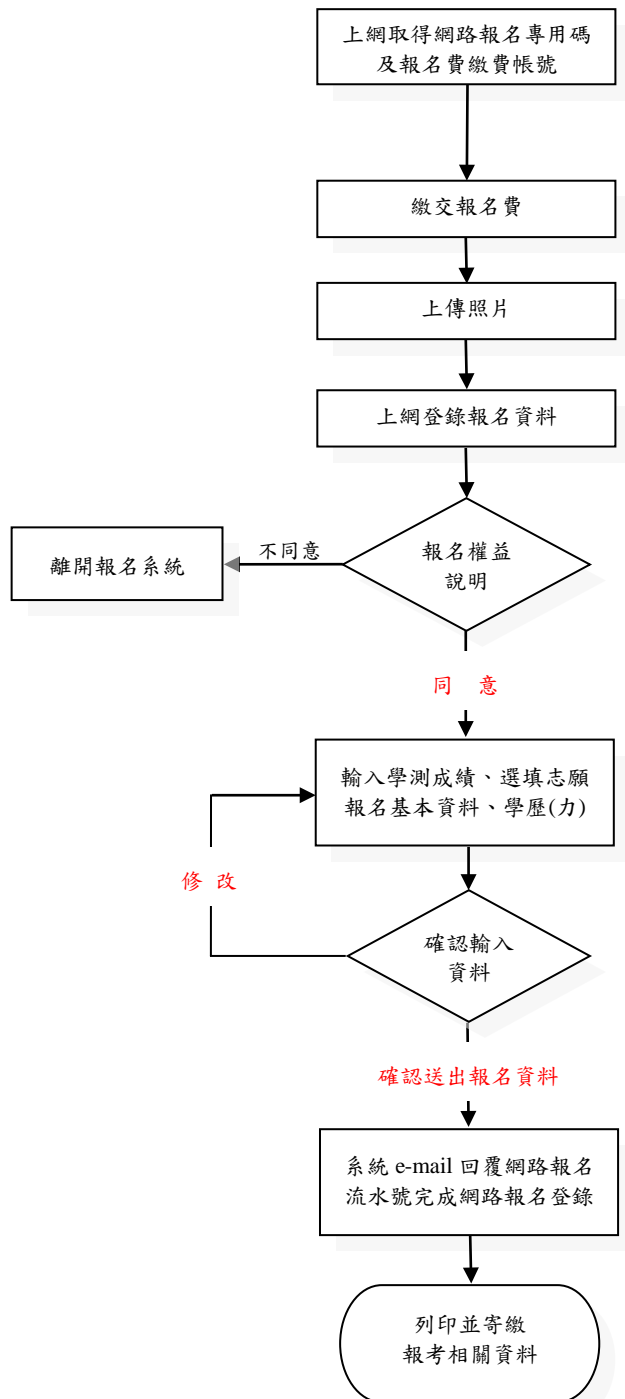 上網取得網路報名專用碼
及報名費繳費帳號
繳交報名費
上傳照片
上網登錄報名資料
報名權益
說明
不同意
離開報名系統
同　意
輸入學測成績、選填志願
報名基本資料、學歷(力)
修 改
確認輸入
資料
確認送出報名資料
系統 e-mail 回覆網路報名
流水號完成網路報名登錄
列印並寄繳
報考相關資料